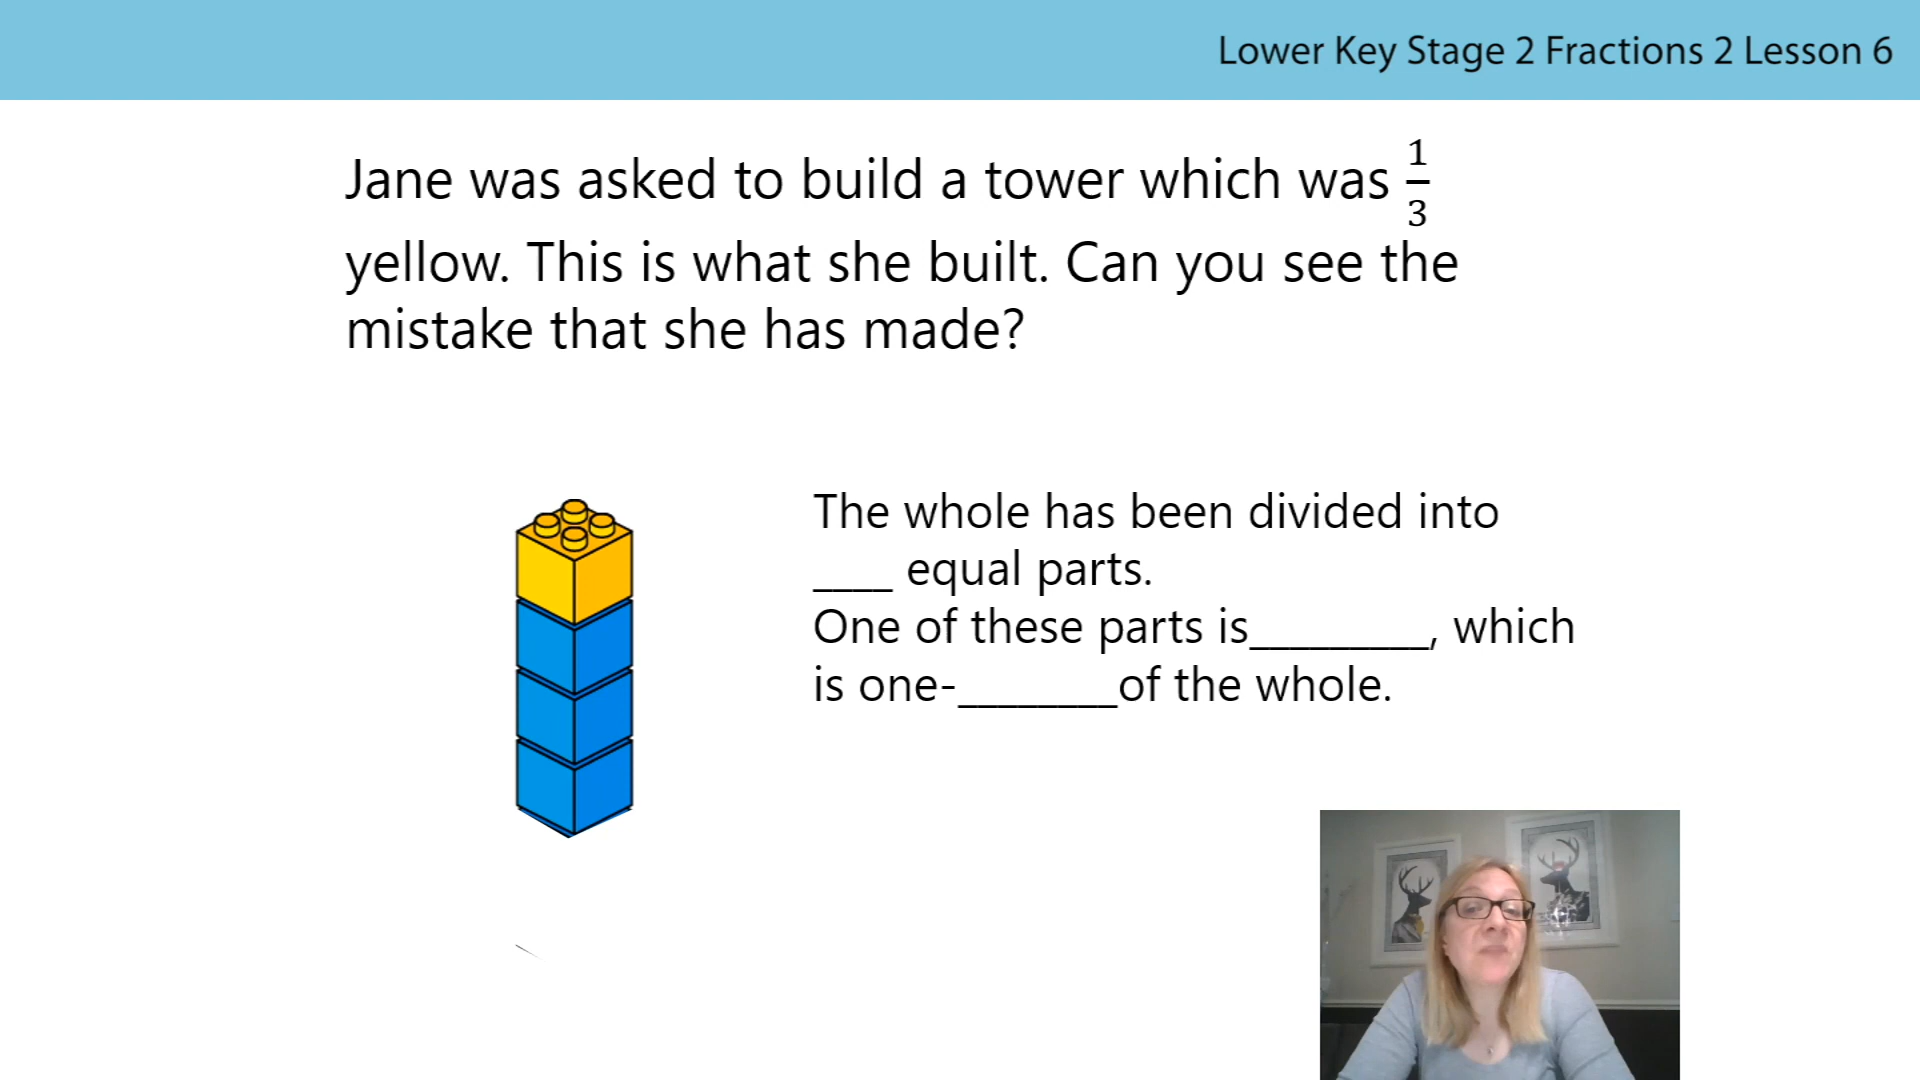 Lower Key Stage 2 Fractions 2 Lesson 6
Jane was asked to build a tower which was 1/3
yellow. This is what she built. Can you see the
mistake that she has made?
The whole has been divided into
____ equal parts.
One of these parts is_________, which
is one-________of the whole.